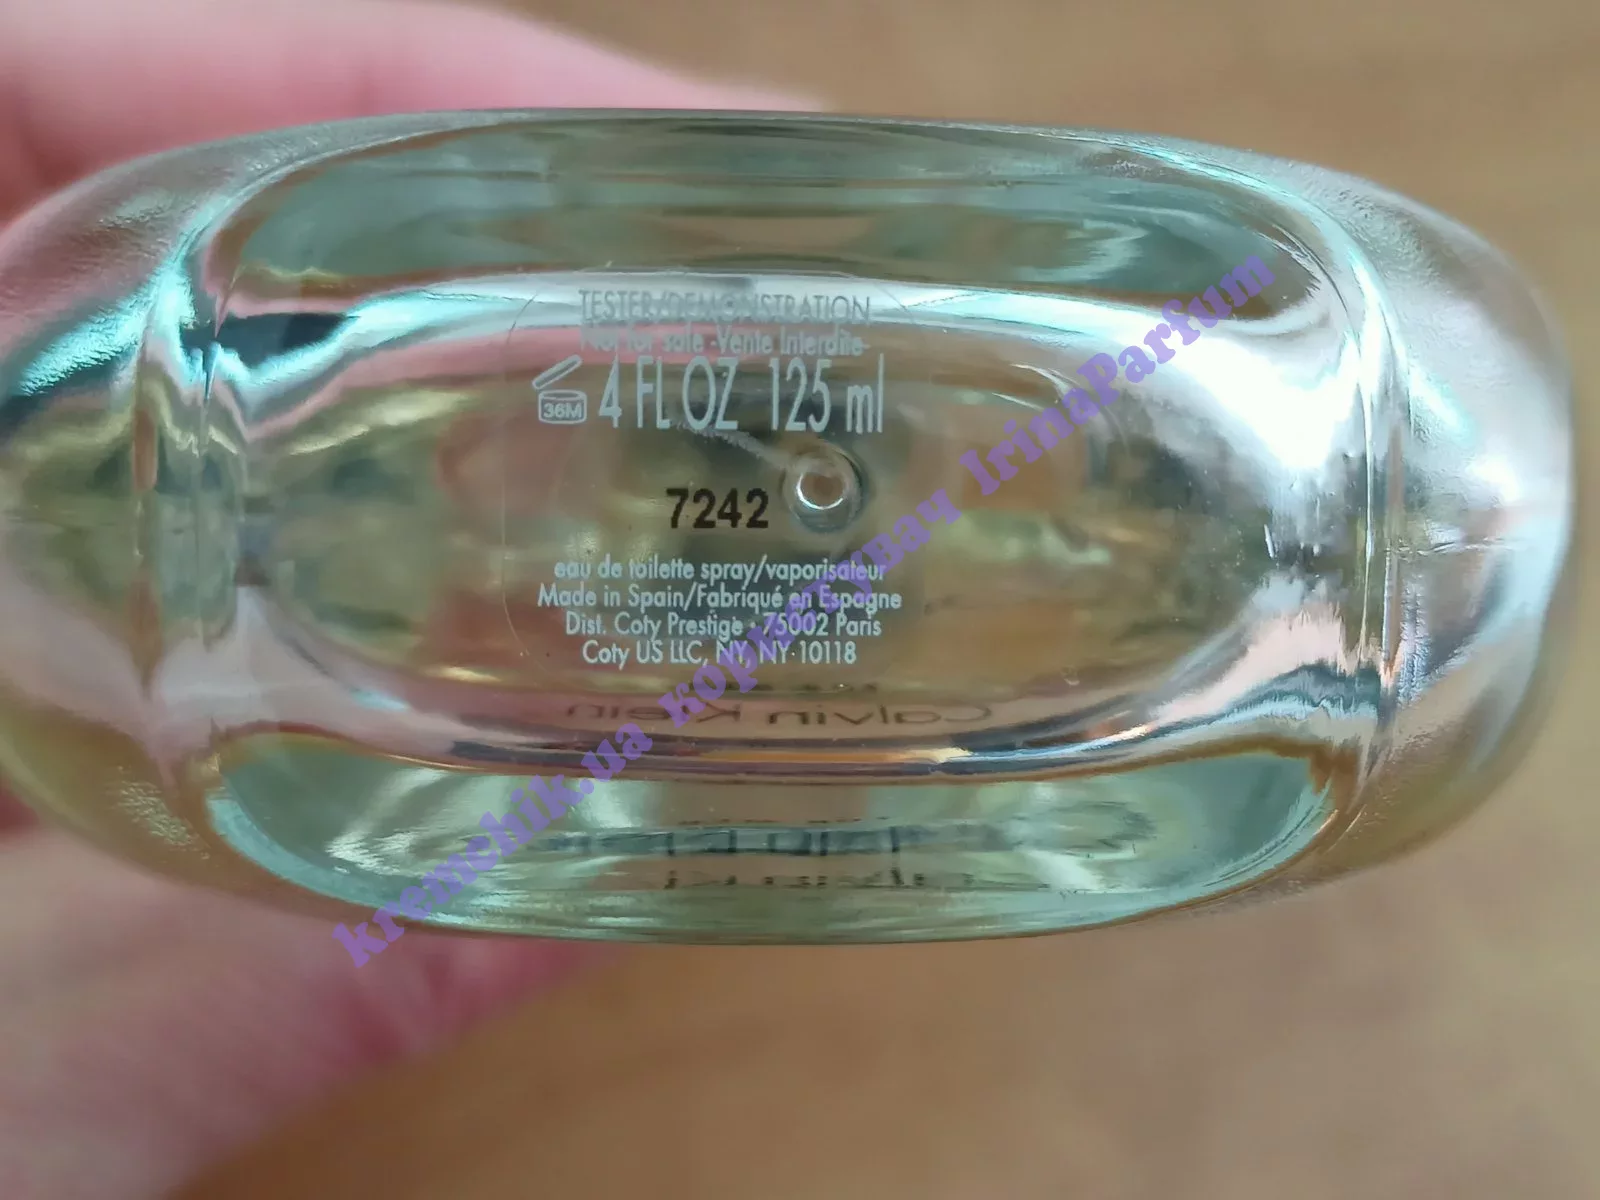 TESTER/DEMONSTRATION
Not for sale -Vente Interdite-
36M 4 FL OZ 125 ml
7242
eau de toilette spray/vaporisateur
Made in Spain/Fabriqué en Espagne
Dist. Coty Prestige • 75002 Paris
Coty US LLC, NY, NY 10118
Calvin Klein
kremchik.ua користувач IrinaParfum